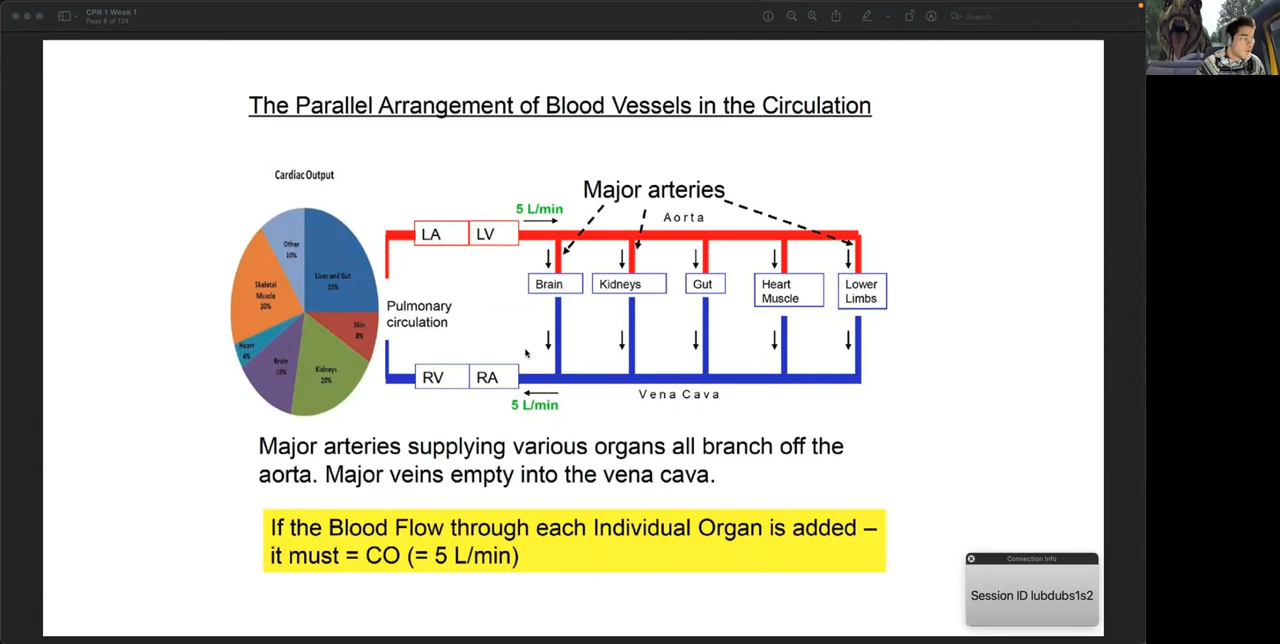 CPR 1 Week 1
Page 6 of 124
Search
The Parallel Arrangement of Blood Vessels in the Circulation
Cardiac Output
Other
10%
Liver and Gut
25%
Skeletal
Muscle
20%
Skin
8%
Heart
4%
Brain
13%
Kidneys
20%
Major arteries
5 L/min
Aorta
LA
LV
Brain
Kidneys
Gut
Heart
Muscle
Lower
Limbs
Pulmonary
circulation
RV
RA
5 L/min
Vena Cava
Major arteries supplying various organs all branch off the
aorta. Major veins empty into the vena cava.
If the Blood Flow through each Individual Organ is added –
it must = CO (= 5 L/min)
Connection Info
Session ID lubdubs1s2